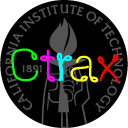 CALIFORNIA INSTITUTE OF TECHNOLOGY
1891
Ctrax